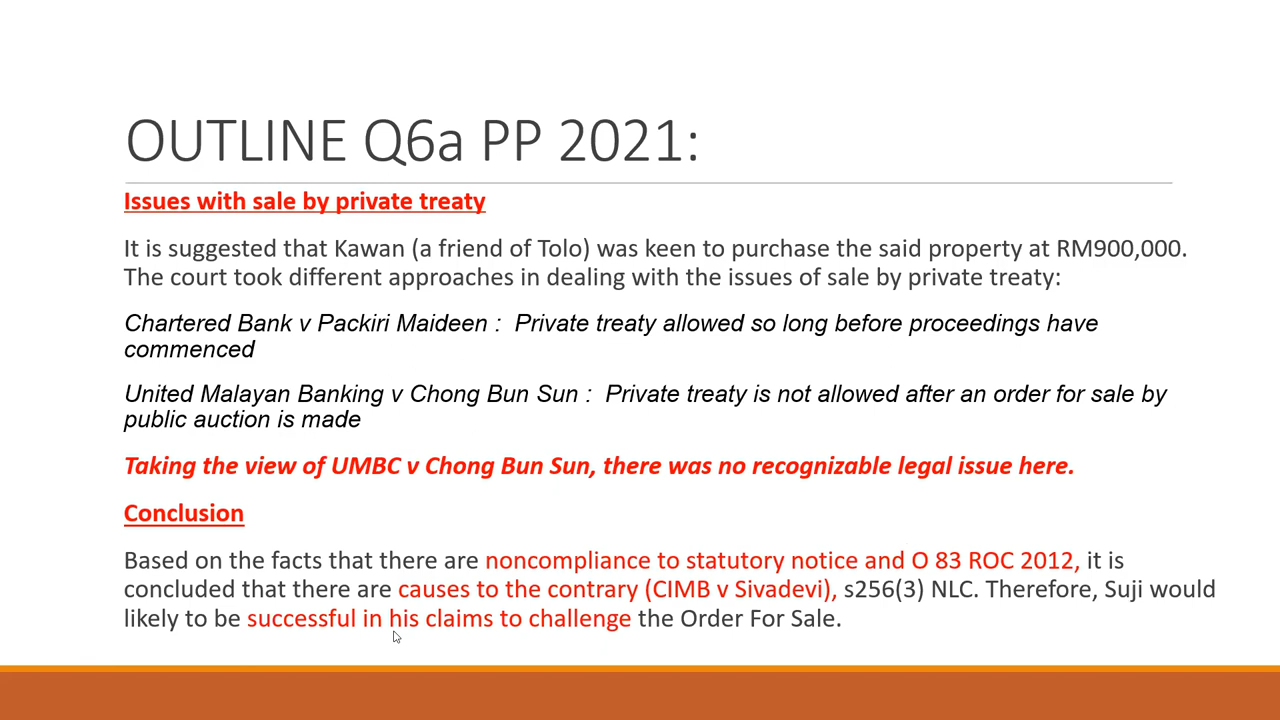 OUTLINE Q6a PP 2021:
Issues with sale by private treaty
It is suggested that Kawan (a friend of Tolo) was keen to purchase the said property at RM900,000.
The court took different approaches in dealing with the issues of sale by private treaty:
Chartered Bank v Packiri Maideen :  Private treaty allowed so long before proceedings have
commenced
United Malayan Banking v Chong Bun Sun :  Private treaty is not allowed after an order for sale by
public auction is made
Taking the view of UMBC v Chong Bun Sun, there was no recognizable legal issue here.
Conclusion
Based on the facts that there are noncompliance to statutory notice and O 83 ROC 2012, it is
concluded that there are causes to the contrary (CIMB v Sivadevi), s256(3) NLC. Therefore, Suji would
likely to be successful in his claims to challenge the Order For Sale.